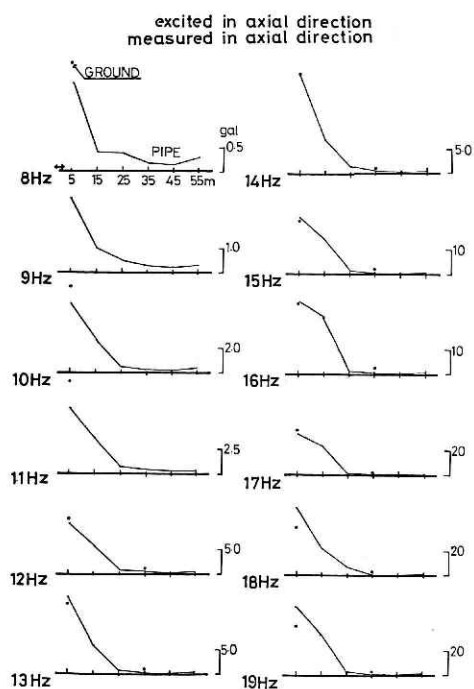 excited in axial direction
measured in axial direction
GROUND
PIPE
gal
0.5
8Hz
5 15 25 35 45 55m
1.0
9Hz
2.0
10Hz
2.5
11Hz
5.0
12Hz
5.0
13Hz
5.0
14Hz
10
15Hz
10
16Hz
20
17Hz
20
18Hz
20
19Hz